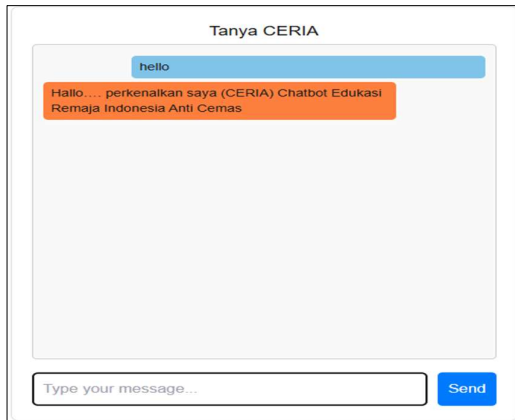 Tanya CERIA
hello
Hallo.... perkenalkan saya (CERIA) Chatbot Edukasi
Remaja Indonesia Anti Cemas
Type your message...
Send